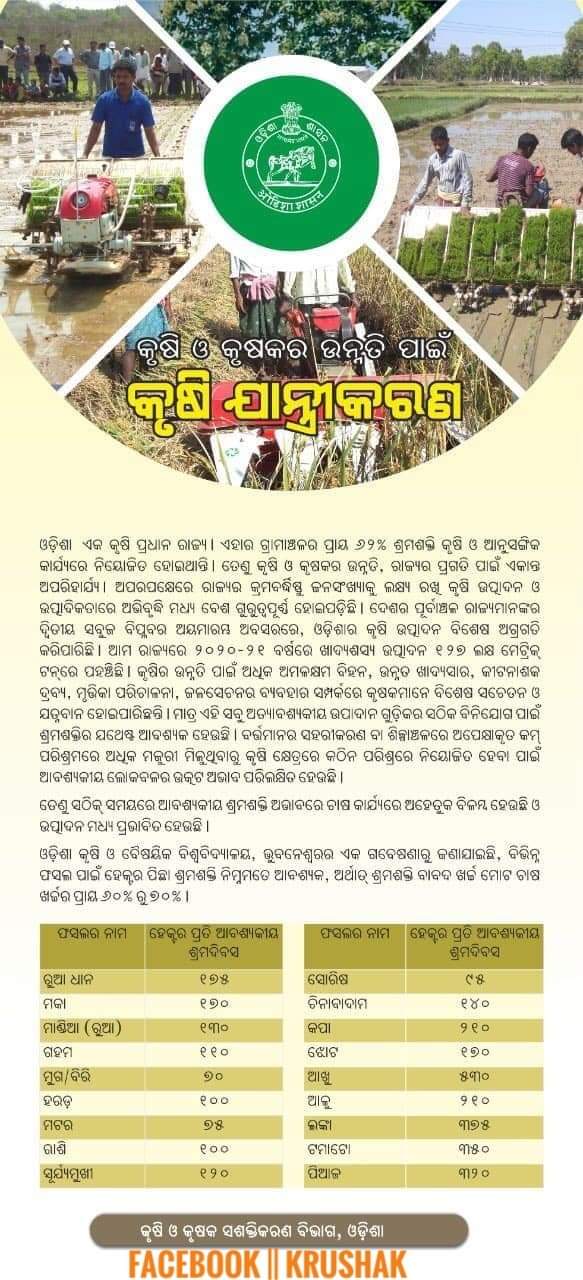 ଓଡ଼ିଶା ଶାସନ
ओड़िशा शासन
କୃଷି ଓ କୃଷକର ଉନ୍ନତି ପାଇଁ
କୃଷି ଯାନ୍ତ୍ରୀକରଣ
ଓଡ଼ିଶା ଏକ କୃଷି ପ୍ରଧାନ ରାଜ୍ୟ। ଏହାର ଗ୍ରାମାଞ୍ଚଳର ପ୍ରାୟ ୬୨% ଶ୍ରମଶକ୍ତି କୃଷି ଓ ଆନୁସଙ୍ଗିକ
କାର୍ଯ୍ୟରେ ନିୟୋଜିତ ହୋଇଥାନ୍ତି। ତେଣୁ କୃଷି ଓ କୃଷକର ଉନ୍ନତି, ରାଜ୍ୟର ପ୍ରଗତି ପାଇଁ ଏକାନ୍ତ
ଅପରିହାର୍ଯ୍ୟ। ଅପରପକ୍ଷେରେ ରାଜ୍ୟର କ୍ରମବର୍ଦ୍ଧିଷ୍ଣୁ ଜନସଂଖ୍ୟାକୁ ଲକ୍ଷ୍ୟ ରଖି କୃଷି ଉତ୍ପାଦନ ଓ
ଉତ୍ପାଦିକତାରେ ଅଭିବୃଦ୍ଧି ମଧ୍ୟ ବେଶ ଗୁରୁତ୍ୱପୂର୍ଣ୍ଣ ହୋଇପଡ଼ିଛି। ଦେଶର ପୂର୍ବାଞ୍ଚଳ ରାଜ୍ୟମାନଙ୍କର
ଦ୍ୱିତୀୟ ସବୁଜ ବିପ୍ଳବର ଅୟମାରମ୍ଭ ଅବସରରେ, ଓଡ଼ିଶାର କୃଷି ଉତ୍ପାଦନ ବିଶେଷ ଅଗ୍ରଗତି
କରିପାରିଛି। ଆମ ରାଜ୍ୟରେ ୨୦୨୦-୨୧ ବର୍ଷରେ ଖାଦ୍ୟଶସ୍ୟ ଉତ୍ପାଦନ ୧୨୭ ଲକ୍ଷ ମେଟ୍ରିକ୍
ଟନ୍‌ରେ ପହଞ୍ଚିଛି। କୃଷିର ଉନ୍ନତି ପାଇଁ ଅଧିକ ଅମଳକ୍ଷମ ବିହନ, ଉନ୍ନତ ଖାଦ୍ୟସାର, କୀଟନାଶକ
ଦ୍ରବ୍ୟ, ମୃତ୍ତିକା ପରିଚାଳନା, ଜଳସେଚନର ବ୍ୟବହାର ସମ୍ପର୍କରେ କୃଷକମାନେ ବିଶେଷ ସଚେତନ ଓ
ଯତ୍ନବାନ ହୋଇପାରିଛନ୍ତି। ମାତ୍ର ଏହି ସବୁ ଅତ୍ୟାବଶ୍ୟକୀୟ ଉପାଦାନ ଗୁଡ଼ିକର ସଠିକ ବିନିଯୋଗ ପାଇଁ
ଶ୍ରମଶକ୍ତିର ଯଥେଷ୍ଟ ଆବଶ୍ୟକ ହେଉଛି। ବର୍ତ୍ତମାନର ସହରୀକରଣ ବା ଶିଳ୍ପାଞ୍ଚଳରେ ଅପେକ୍ଷାକୃତ କମ୍
ପରିଶ୍ରମରେ ଅଧିକ ମଜୁରୀ ମିଳୁଥିବାରୁ କୃଷି କ୍ଷେତ୍ରରେ କଠିନ ପରିଶ୍ରରେ ନିୟୋଜିତ ହେବା ପାଇଁ
ଆବଶ୍ୟକୀୟ ଲୋକବଳର ଉତ୍କଟ ଅଭାବ ପରିଲକ୍ଷିତ ହେଉଛି।
ତେଣୁ ସଠିକ୍ ସମୟରେ ଆବଶ୍ୟକୀୟ ଶ୍ରମଶକ୍ତି ଅଭାବରେ ଚାଷ କାର୍ଯ୍ୟରେ ଅହେତୁକ ବିଳମ୍ବ ହେଉଛି ଓ
ଉତ୍ପାଦନ ମଧ୍ୟ ପ୍ରଭାବିତ ହେଉଛି।
ଓଡ଼ିଶା କୃଷି ଓ ବୈଷୟିକ ବିଶ୍ୱବିଦ୍ୟାଳୟ, ଭୁବନେଶ୍ୱରର ଏକ ଗବେଷଣାରୁ ଜଣାଯାଇଛି, ବିଭିନ୍ନ
ଫସଲ ପାଇଁ ହେକ୍ଟର ପିଛା ଶ୍ରମଶକ୍ତି ନିମ୍ନମତେ ଆବଶ୍ୟକ, ଅର୍ଥାତ୍ ଶ୍ରମଶକ୍ତି ବାବଦ ଖର୍ଚ୍ଚ ମୋଟ ଚାଷ
ଖର୍ଚ୍ଚର ପ୍ରାୟ ୬୦% ରୁ ୭୦%।
ଫସଲର ନାମ ହେକ୍ଟର ପ୍ରତି ଆବଶ୍ୟକୀୟ
ଶ୍ରମଦିବସ
ରୁଆ ଧାନ ୧୭୫
ମକା ୧୭୦
ମାଣ୍ଡିଆ (ରୁଆ) ୧୩୦
ଗହମ ୧୧୦
ମୁଗ/ବିରି ୭୦
ହରଡ଼ ୧୦୦
ମଟର ୭୫
ରାଶି ୧୦୦
ସୂର୍ଯ୍ୟମୁଖୀ ୧୨୦
ଫସଲର ନାମ ହେକ୍ଟର ପ୍ରତି ଆବଶ୍ୟକୀୟ
ଶ୍ରମଦିବସ
ସୋରିଷ ୯୫
ଚିନାବାଦାମ ୧୪୦
କପା ୨୧୦
ଝୋଟ ୧୭୦
ଆଖୁ ୫୩୦
ଆଳୁ ୨୧୦
ଲଙ୍କା ୩୭୫
ଟମାଟୋ ୩୫୦
ପିଆଜ ୩୨୦
କୃଷି ଓ କୃଷକ ସଶକ୍ତିକରଣ ବିଭାଗ, ଓଡ଼ିଶା
FACEBOOK || KRUSHAK